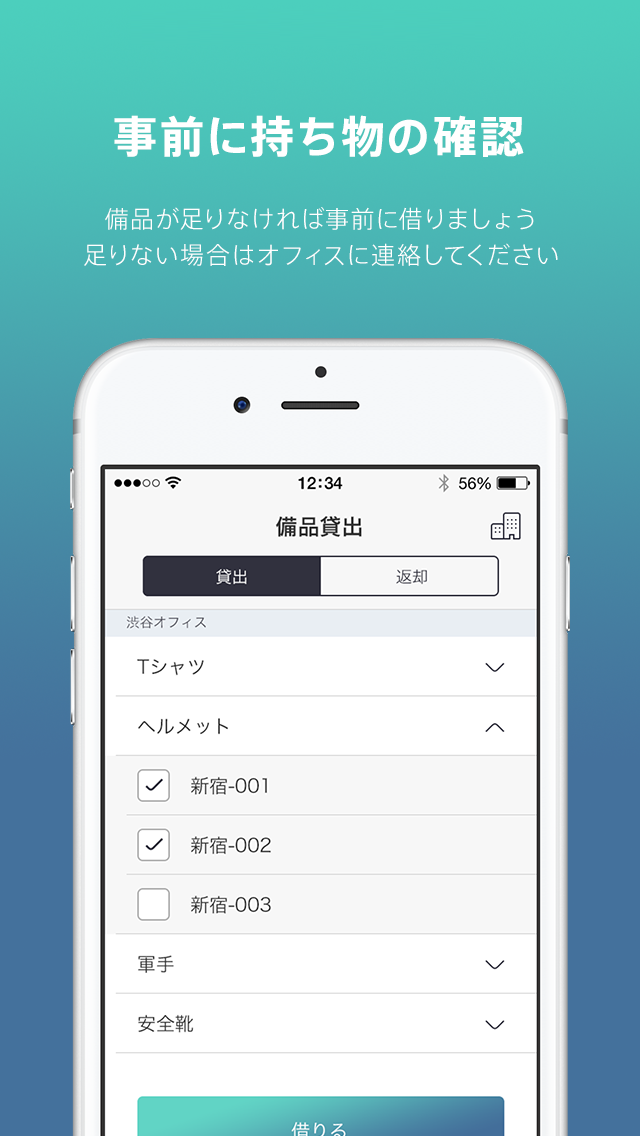 事前に持ち物の確認
備品が足りなければ事前に借りましょう
足りない場合はオフィスに連絡してください
12:34
56%
備品貸出
貸出
返却
渋谷オフィス
Tシャツ
ヘルメット
新宿-001
新宿-002
新宿-003
軍手
安全靴
借りる